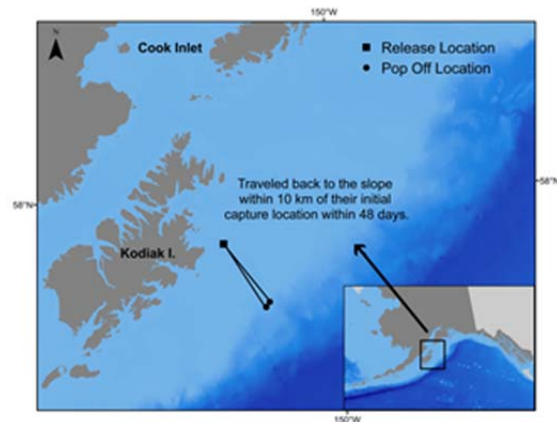 150°W
Cook Inlet
Release Location
Pop Off Location
58°N
Traveled back to the slope
within 10 km of their initial
capture location within 48 days.
58°N
Kodiak I.
150°W